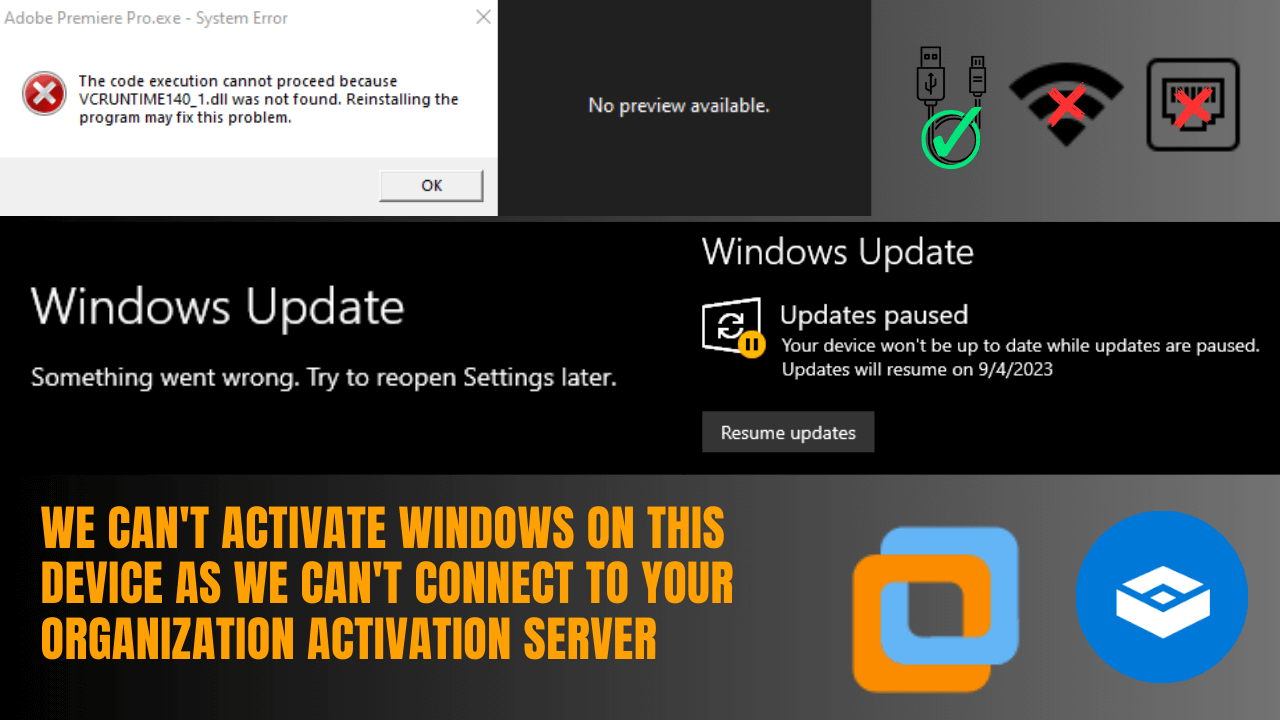 Adobe Premiere Pro.exe - System Error
The code execution cannot proceed because
VCRUNTIME140_1.dll was not found. Reinstalling the
program may fix this problem.
OK
No preview available.
Windows Update
Something went wrong. Try to reopen Settings later.
Windows Update
Updates paused
Your device won't be up to date while updates are paused.
Updates will resume on 9/4/2023
Resume updates
WE CAN'T ACTIVATE WINDOWS ON THIS
DEVICE AS WE CAN'T CONNECT TO YOUR
ORGANIZATION ACTIVATION SERVER